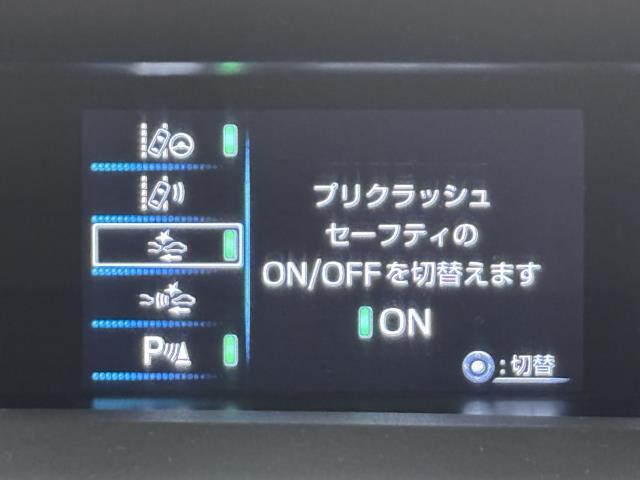 プリクラッシュ
セーフティの
ON/OFFを切替えます
ON
P
:切替